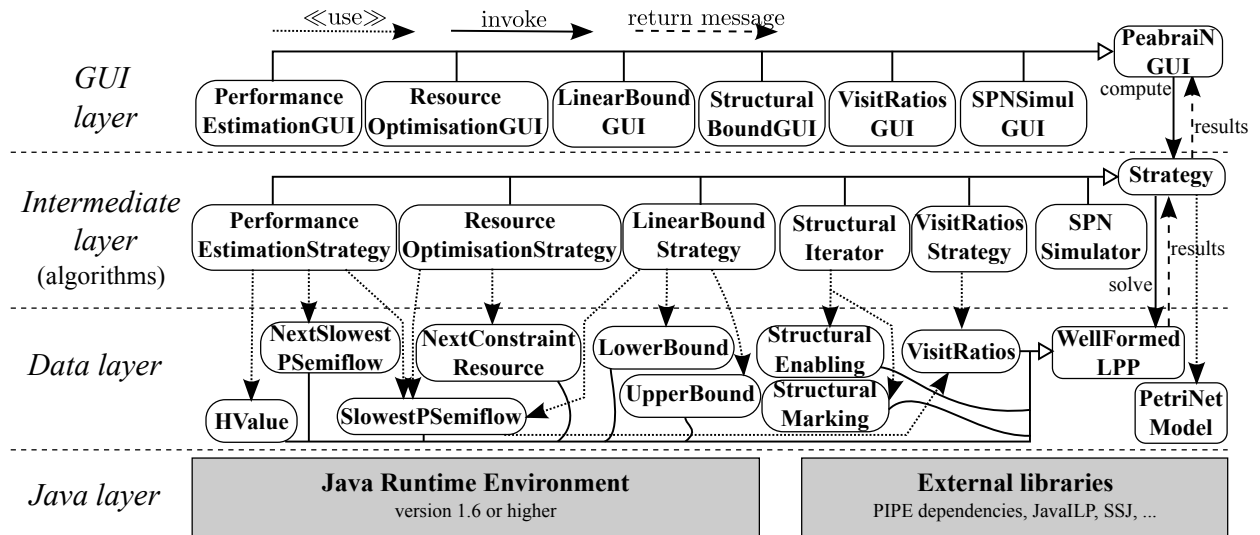 ≪use≫
invoke
return message
GUI
layer
PeabraiN
GUI
Performance
EstimationGUI
Resource
OptimisationGUI
LinearBound
GUI
Structural
BoundGUI
VisitRatios
GUI
SPNSimul
GUI
compute
results
Intermediate
layer
(algorithms)
Strategy
Performance
EstimationStrategy
Resource
OptimisationStrategy
LinearBound
Strategy
Structural
Iterator
VisitRatios
Strategy
SPN
Simulator
results
solve
Data layer
NextSlowest
PSemiflow
NextConstraint
Resource
LowerBound
Structural
Enabling
VisitRatios
WellFormed
LPP
HValue
SlowestPSemiflow
UpperBound
Structural
Marking
PetriNet
Model
Java layer
Java Runtime Environment
version 1.6 or higher
External libraries
PIPE dependencies, JavaILP, SSJ, ...